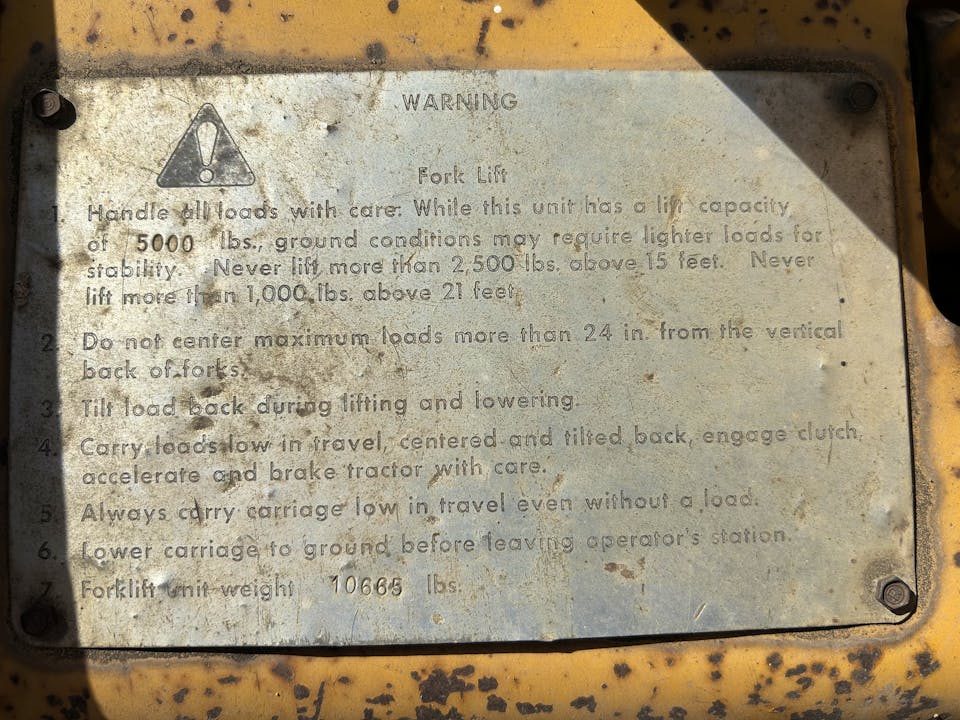 WARNING
Fork Lift
1. Handle all loads with care. While this unit has a lift capacity
of 5000 lbs., ground conditions may require lighter loads for
stability. Never lift more than 2,500 lbs. above 15 feet. Never
lift more than 1,000 lbs. above 21 feet.
2. Do not center maximum loads more than 24 in. from the vertical
back of forks.
3. Tilt load back during lifting and lowering.
4. Carry loads low in travel, centered and tilted back, engage clutch,
accelerate and brake tractor with care.
5. Always carry carriage low in travel even without a load.
6. Lower carriage to ground before leaving operator's station.
7. Forklift unit weight 10665 lbs.